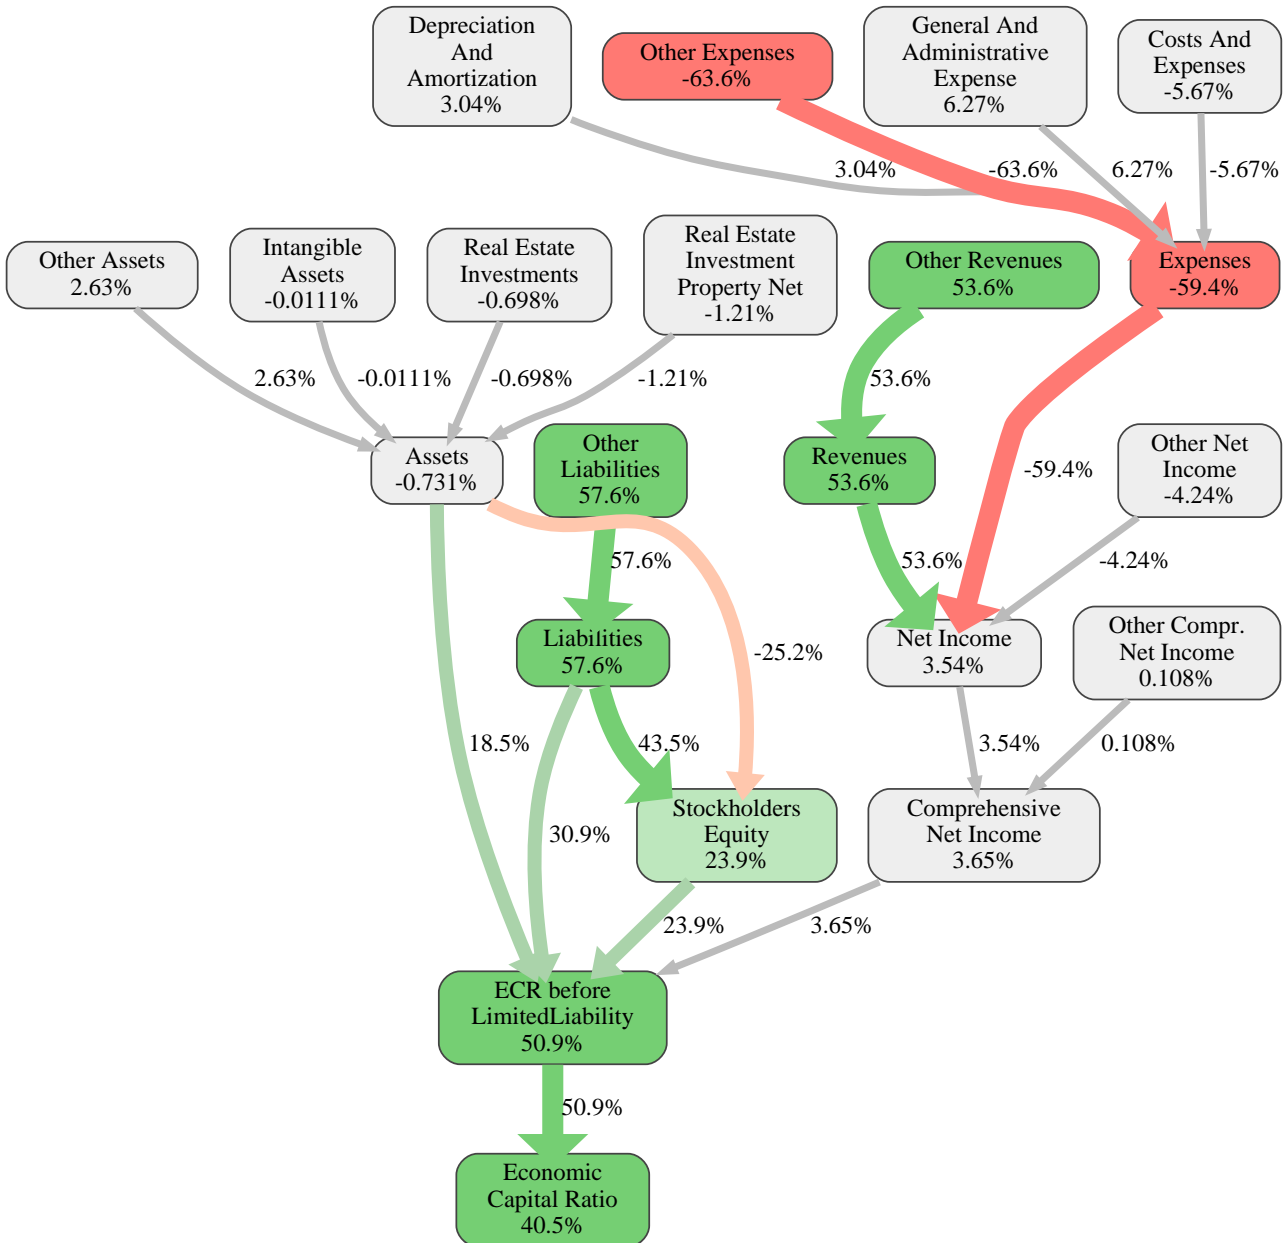 Depreciation
And
Amortization
3.04%
Other Expenses
-63.6%
General And
Administrative
Expense
6.27%
Costs And
Expenses
-5.67%
3.04%
-63.6%
6.27%
-5.67%
Other Assets
2.63%
Intangible
Assets
-0.0111%
Real Estate
Investments
-0.698%
Real Estate
Investment
Property Net
-1.21%
Other Revenues
53.6%
Expenses
-59.4%
2.63%
-0.0111%
-0.698%
-1.21%
53.6%
Assets
-0.731%
Other
Liabilities
57.6%
Revenues
53.6%
-59.4%
Other Net
Income
-4.24%
57.6%
53.6%
-4.24%
Liabilities
57.6%
-25.2%
Net Income
3.54%
Other Compr.
Net Income
0.108%
18.5%
43.5%
3.54%
0.108%
30.9%
Stockholders
Equity
23.9%
Comprehensive
Net Income
3.65%
23.9%
3.65%
ECR before
LimitedLiability
50.9%
50.9%
Economic
Capital Ratio
40.5%